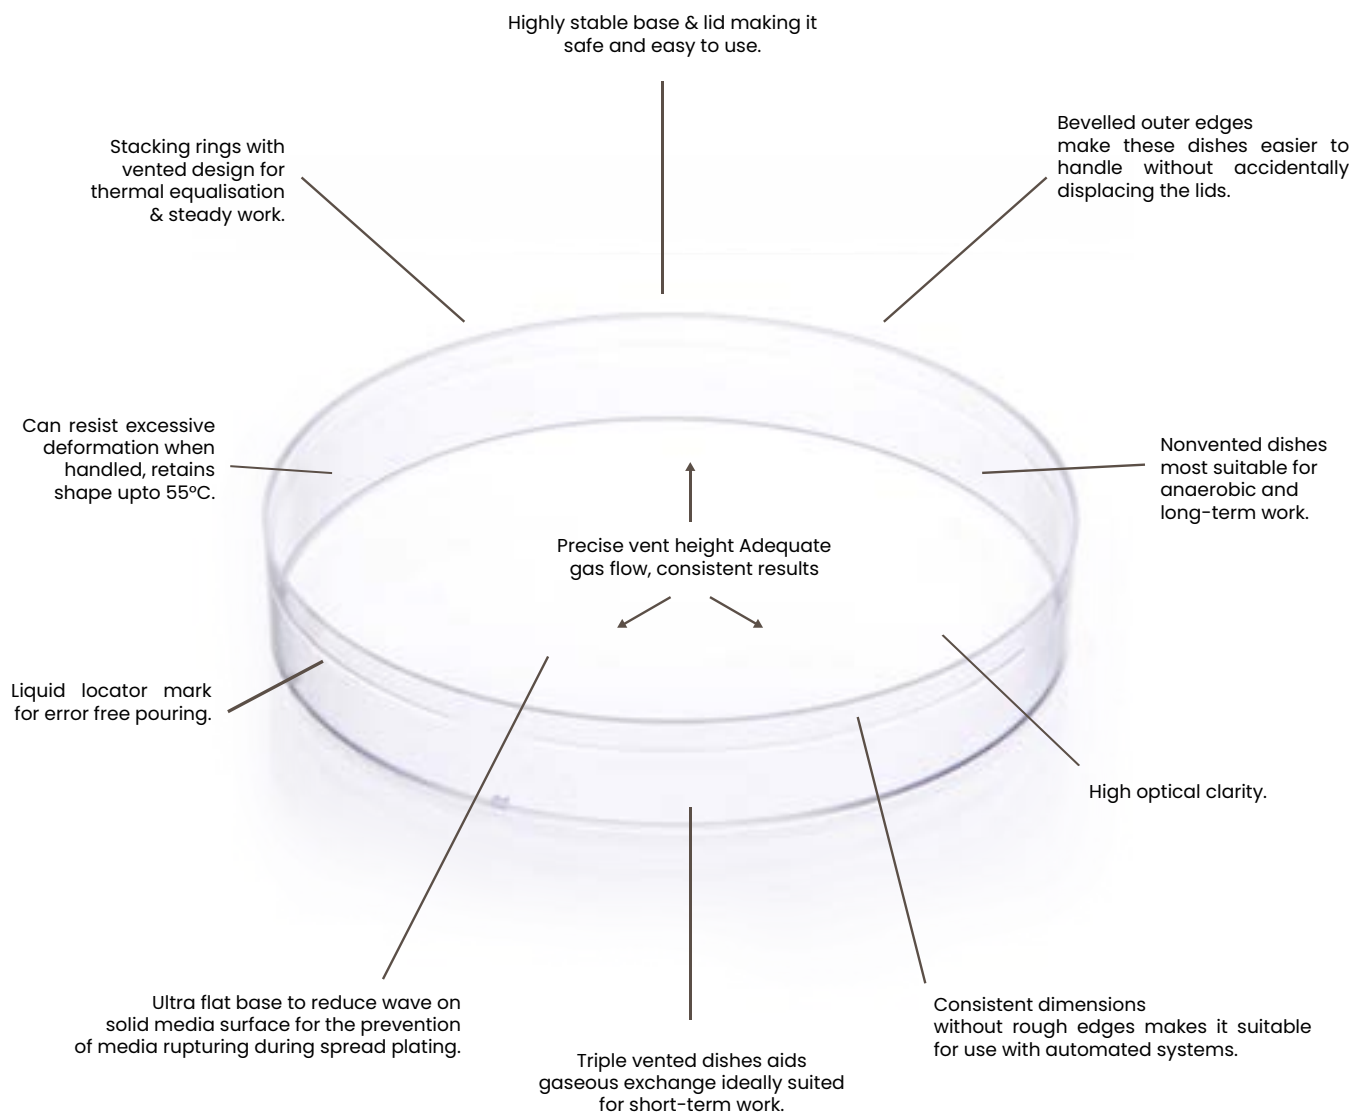 Highly stable base & lid making it
safe and easy to use.
Stacking rings with
vented design for
thermal equalisation
& steady work.
Bevelled outer edges
make these dishes easier to
handle without accidentally
displacing the lids.
Can resist excessive
deformation when
handled, retains
shape upto 55°C.
Nonvented dishes
most suitable for
anaerobic and
long-term work.
Precise vent height Adequate
gas flow, consistent results
Liquid locator mark
for error free pouring.
High optical clarity.
Ultra flat base to reduce wave on
solid media surface for the prevention
of media rupturing during spread plating.
Triple vented dishes aids
gaseous exchange ideally suited
for short-term work.
Consistent dimensions
without rough edges makes it suitable
for use with automated systems.